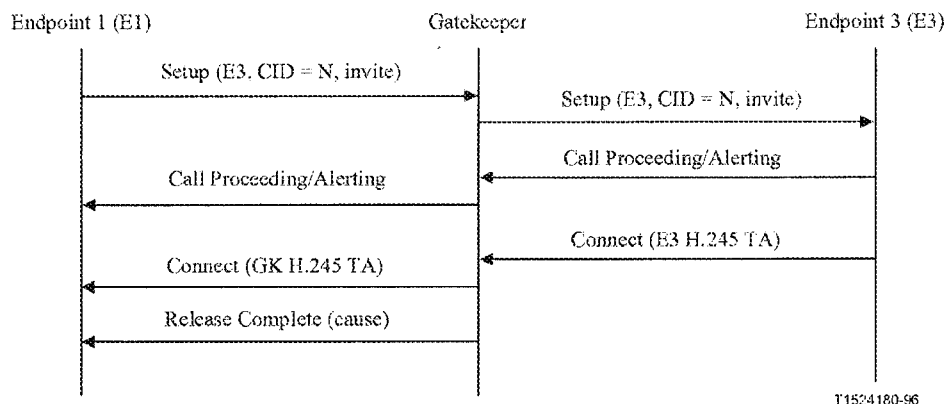 Endpoint 1 (E1) Gatekeeper Endpoint 3 (E3)
Setup (E3, CID = N, invite)
Setup (E3, CID = N, invite)
Call Proceeding/Alerting
Call Proceeding/Alerting
Connect (E3 H.245 TA)
Connect (GK H.245 TA)
Release Complete (cause)
T1524180-96